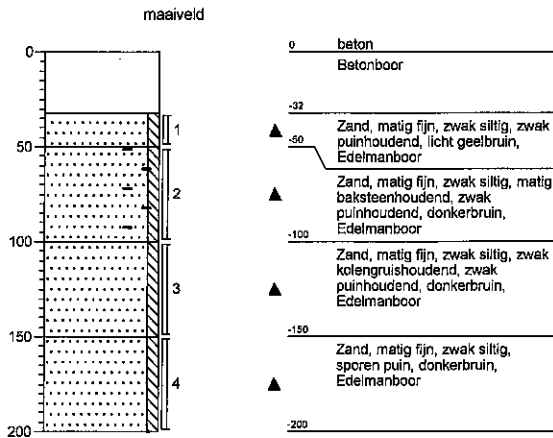 maaiveld
0
50
100
150
200
1
2
3
4
0 beton
Betonboor
-32
Zand, matig fijn, zwak siltig, zwak
puinhoudend, licht geelbruin,
Edelmanboor
-50
Zand, matig fijn, zwak siltig, matig
baksteenhoudend, zwak
puinhoudend, donkerbruin,
Edelmanboor
-100
Zand, matig fijn, zwak siltig, zwak
kolengruishoudend, zwak
puinhoudend, donkerbruin,
Edelmanboor
-150
Zand, matig fijn, zwak siltig,
sporen puin, donkerbruin,
Edelmanboor
-200